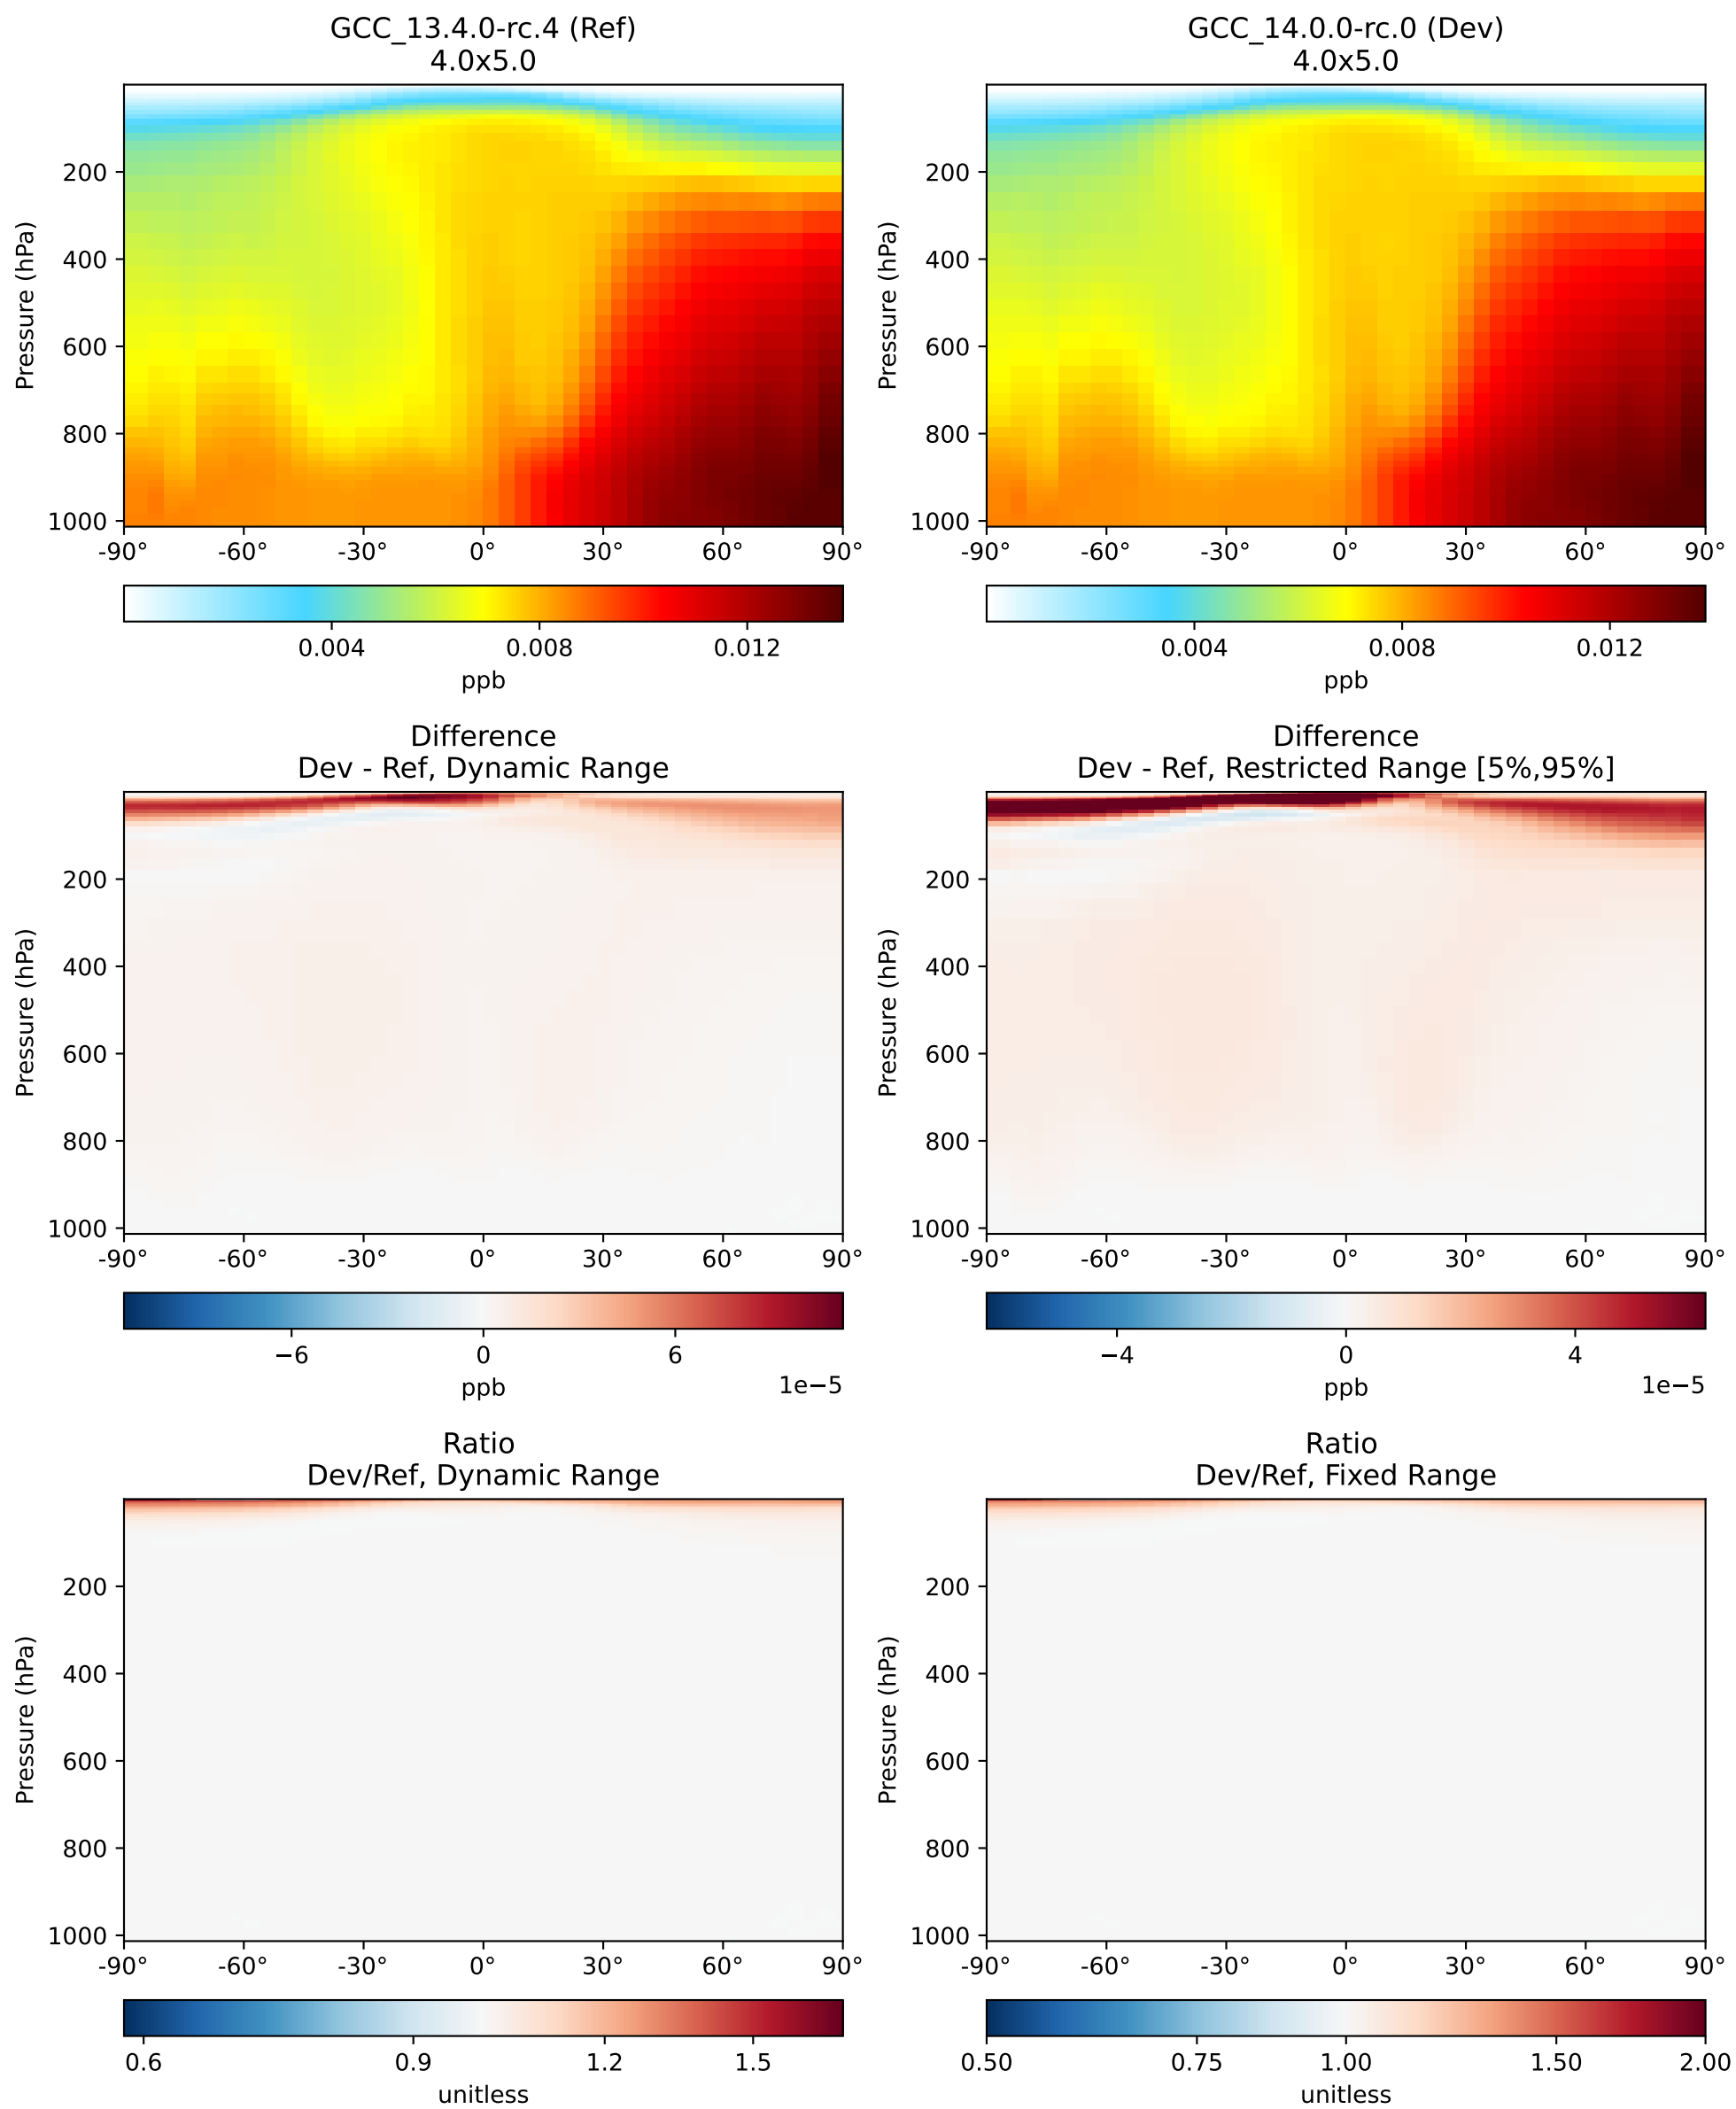 GCC_13.4.0-rc.4 (Ref)
4.0x5.0
Pressure (hPa)
200
400
600
800
1000
-90° -60° -30° 0° 30° 60° 90°
0.004 0.008 0.012
ppb
GCC_14.0.0-rc.0 (Dev)
4.0x5.0
Pressure (hPa)
200
400
600
800
1000
-90° -60° -30° 0° 30° 60° 90°
0.004 0.008 0.012
ppb
Difference
Dev - Ref, Dynamic Range
Pressure (hPa)
200
400
600
800
1000
-90° -60° -30° 0° 30° 60° 90°
−6 0 6
ppb
1e−5
Difference
Dev - Ref, Restricted Range [5%,95%]
Pressure (hPa)
200
400
600
800
1000
-90° -60° -30° 0° 30° 60° 90°
−4 0 4
ppb
1e−5
Ratio
Dev/Ref, Dynamic Range
Pressure (hPa)
200
400
600
800
1000
-90° -60° -30° 0° 30° 60° 90°
0.6 0.9 1.2 1.5
unitless
Ratio
Dev/Ref, Fixed Range
Pressure (hPa)
200
400
600
800
1000
-90° -60° -30° 0° 30° 60° 90°
0.50 0.75 1.00 1.50 2.00
unitless